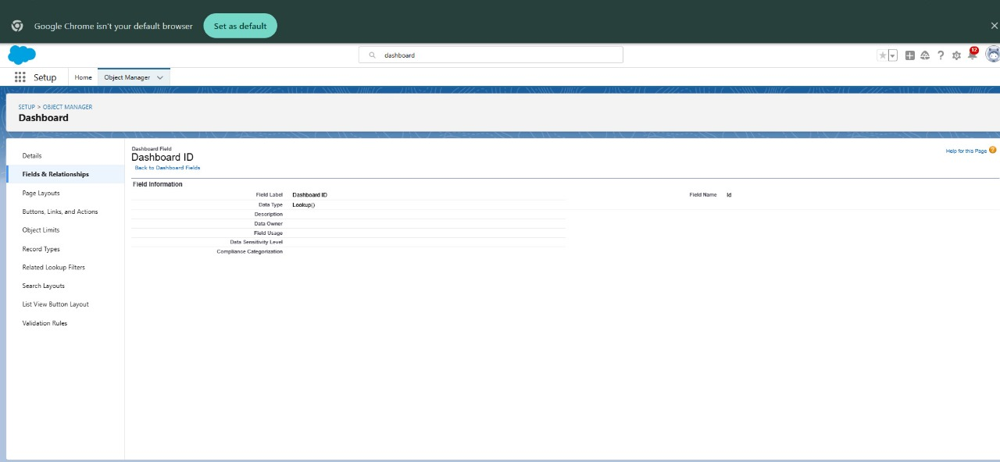 Google Chrome isn't your default browser
Set as default
dashboard
12
Setup
Home
Object Manager
SETUP > OBJECT MANAGER
Dashboard
Details
Fields & Relationships
Page Layouts
Buttons, Links, and Actions
Object Limits
Record Types
Related Lookup Filters
Search Layouts
List View Button Layout
Validation Rules
Dashboard Field
Dashboard ID
Back to Dashboard Fields
Help for this Page
Field Information
Field Label Dashboard ID Field Name Id
Data Type Lookup()
Description
Data Owner
Field Usage
Data Sensitivity Level
Compliance Categorization